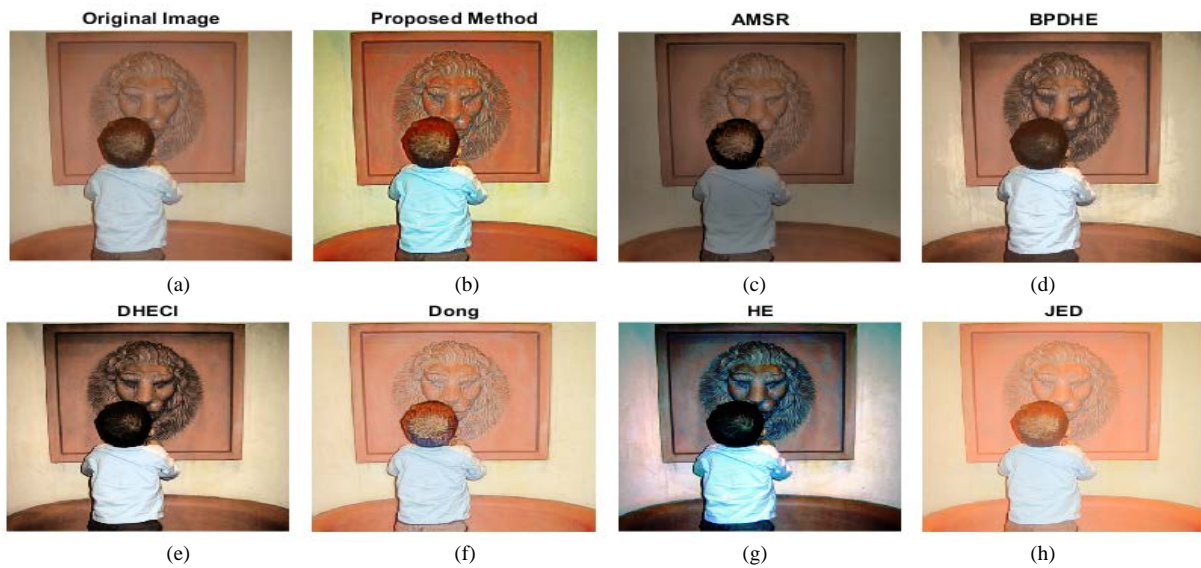 Original Image Proposed Method AMSR BPDHE
(a) (b) (c) (d)
DHECI Dong HE JED
(e) (f) (g) (h)